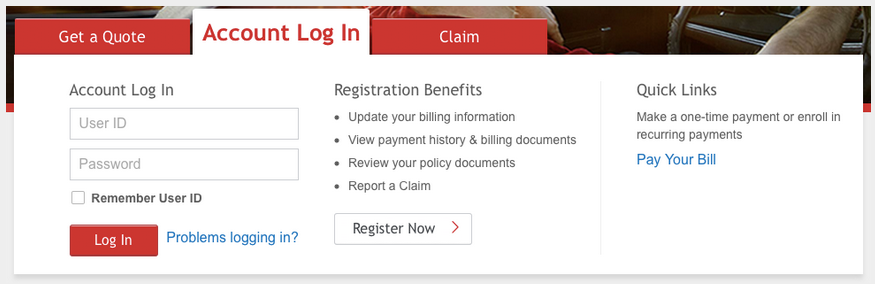 Get a Quote
Account Log In
Claim
Account Log In
User ID
Password
Remember User ID
Log In
Problems logging in?
Registration Benefits
Update your billing information
View payment history & billing documents
Review your policy documents
Report a Claim
Register Now
Quick Links
Make a one-time payment or enroll in
recurring payments
Pay Your Bill